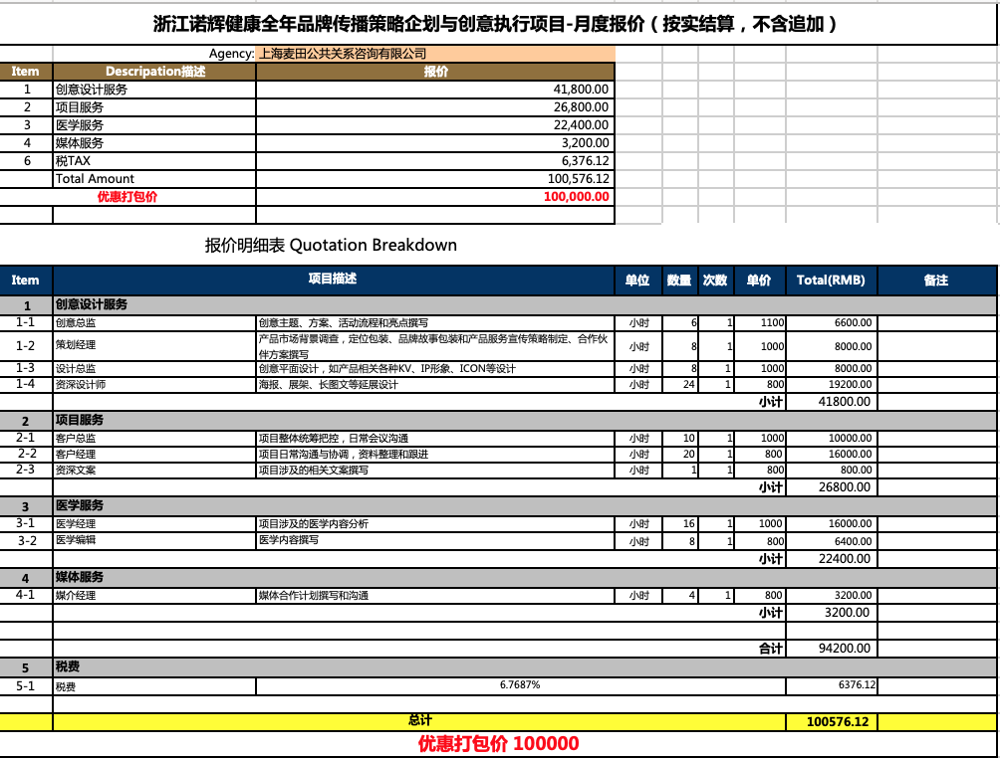 浙江诺辉健康全年品牌传播策略企划与创意执行项目-月度报价（按实结算，不含追加）
Agency: 上海麦田公共关系咨询有限公司
Item Descripation描述 报价
1 创意设计服务 41,800.00
2 项目服务 26,800.00
3 医学服务 22,400.00
4 媒体服务 3,200.00
6 税TAX 6,376.12
Total Amount 100,576.12
优惠打包价 100,000.00
报价明细表 Quotation Breakdown
Item 项目描述 单位 数量 次数 单价 Total(RMB) 备注
1 创意设计服务
1-1 创意总监 创意主题、方案、活动流程和亮点撰写 小时 6 1 1100 6600.00
1-2 策划经理 产品市场背景调查，定位包装、品牌故事包装和产品服务宣传策略制定、合作伙 小时 8 1 1000 8000.00
伴方案撰写
1-3 设计总监 创意平面设计，如产品相关各种KV、IP形象、ICON等设计 小时 8 1 1000 8000.00
1-4 资深设计师 海报、展架、长图文等延展设计 小时 24 1 800 19200.00
小计 41800.00
2 项目服务
2-1 客户总监 项目整体统筹把控，日常会议沟通 小时 10 1 1000 10000.00
2-2 客户经理 项目日常沟通与协调，资料整理和跟进 小时 20 1 800 16000.00
2-3 资深文案 项目涉及的相关文案撰写 小时 1 1 800 800.00
小计 26800.00
3 医学服务
3-1 医学经理 项目涉及的医学内容分析 小时 16 1 1000 16000.00
3-2 医学编辑 医学内容撰写 小时 8 1 800 6400.00
小计 22400.00
4 媒体服务
4-1 媒介经理 媒体合作计划撰写和沟通 小时 4 1 800 3200.00
小计 3200.00
合计 94200.00
5 税费
5-1 税费 6.7687% 6376.12
总计 100576.12
优惠打包价 100000